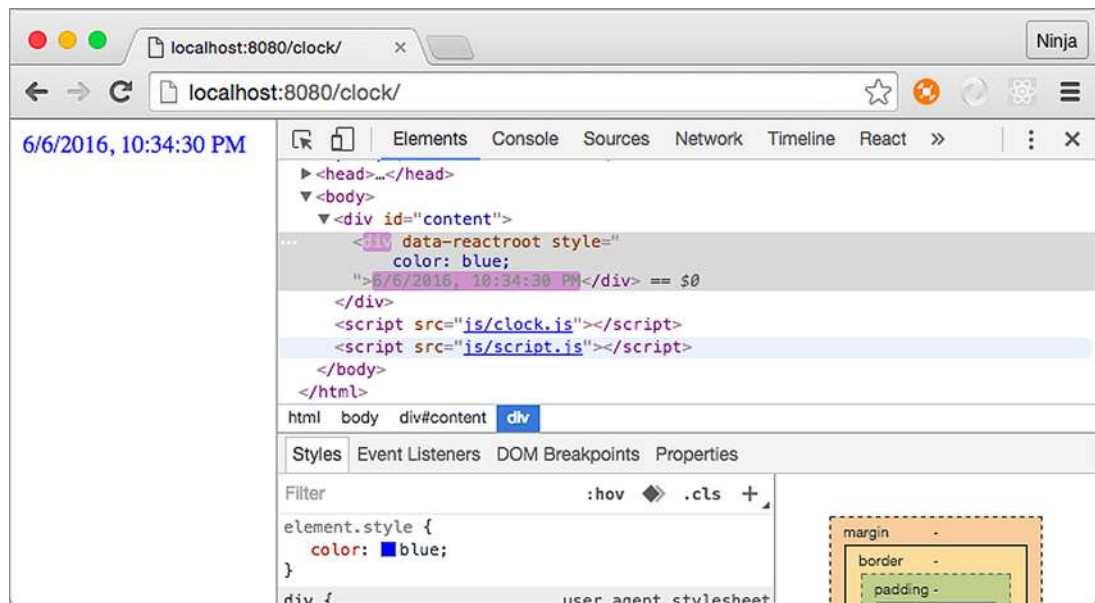 localhost:8080/clock/
Ninja
localhost:8080/clock/
6/6/2016, 10:34:30 PM
Elements Console Sources Network Timeline React »
▶<head>…</head>
▼<body>
▼<div id="content">
<div data-reactroot style="
color: blue;
">6/6/2016, 10:34:30 PM</div> == $0
</div>
<script src="js/clock.js"></script>
<script src="js/script.js"></script>
</body>
</html>
html body div#content div
Styles Event Listeners DOM Breakpoints Properties
Filter :hov .cls +
element.style {
color: blue;
}
div { user agent stylesheet
margin -
border -
padding -